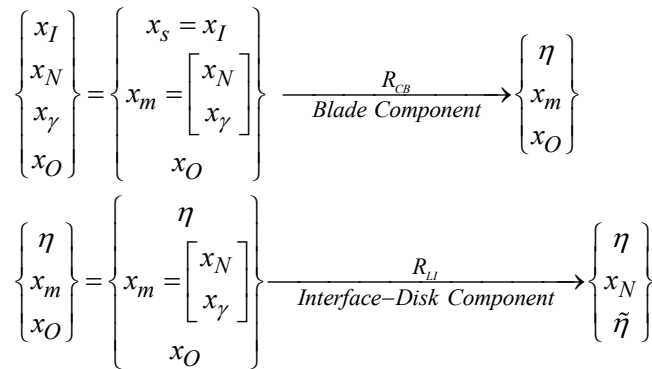 {x_I x_N x_γ x_O} = {x_s = x_I x_m = [x_N x_γ] x_O} R_CB Blade Component → {η x_m x_O}
{η x_m x_O} = {η x_m = [x_N x_γ] x_O} R_LI Interface−Disk Component → {η x_N η̃}